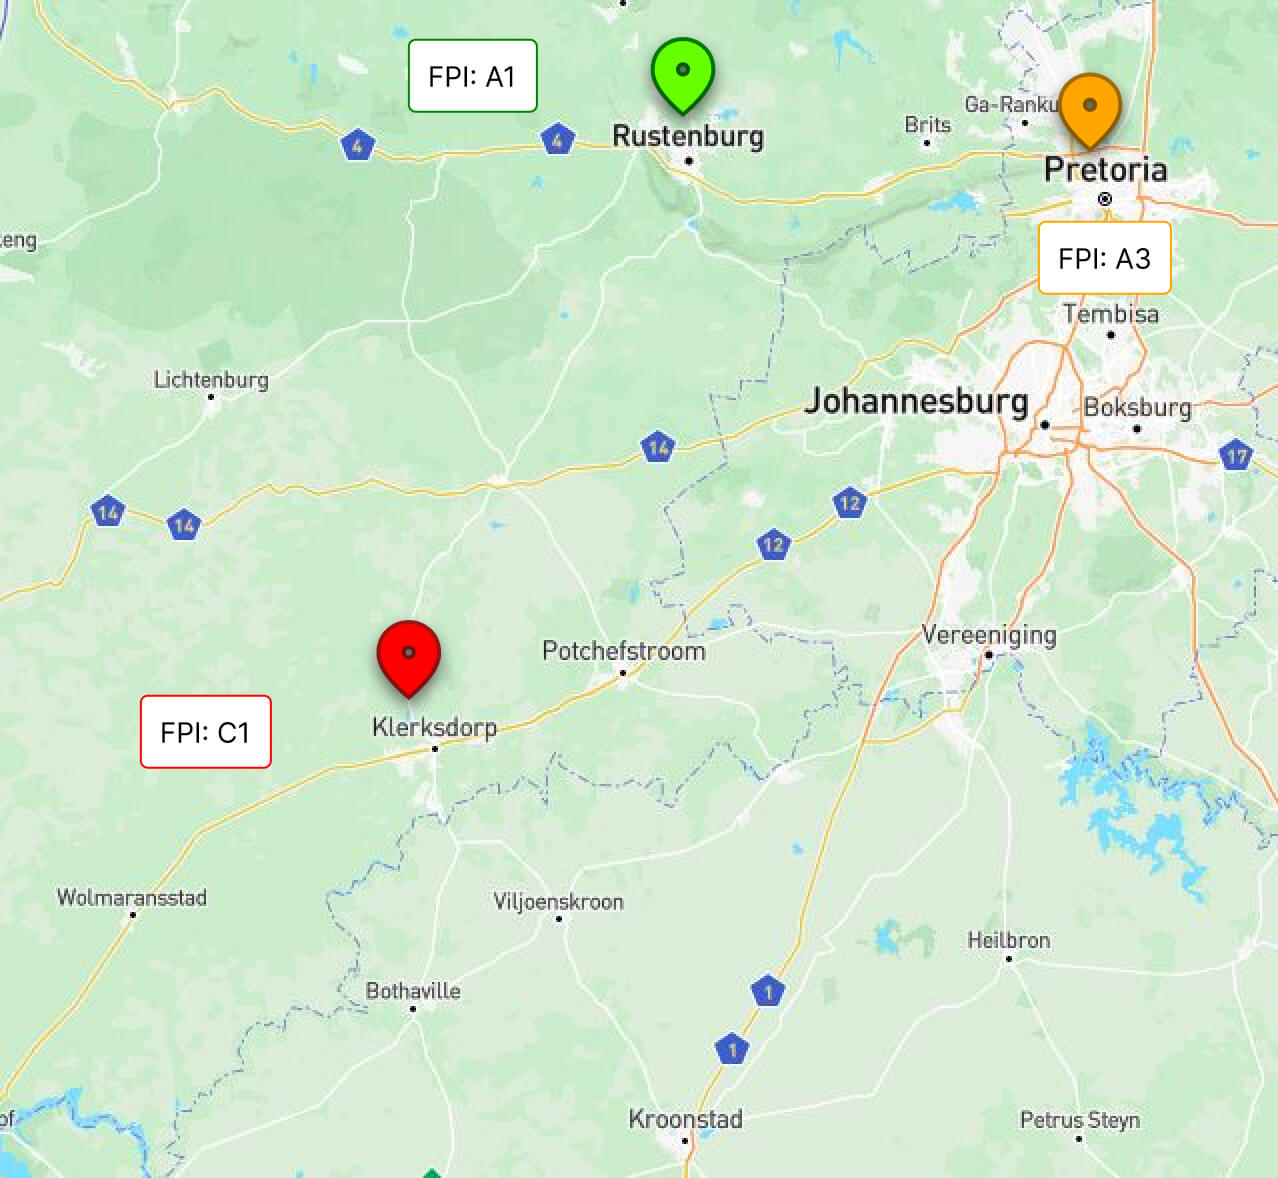 FPI: A1
4
4
Rustenburg
Brits
Ga-Ranku
Pretoria
eng
FPI: A3
Tembisa
Lichtenburg
Johannesburg
Boksburg
14
17
14
14
12
12
Vereeniging
Potchefstroom
FPI: C1
Klerksdorp
Wolmaransstad
Viljoenskroon
Heilbron
Bothaville
1
1
of
Kroonstad
Petrus Steyn